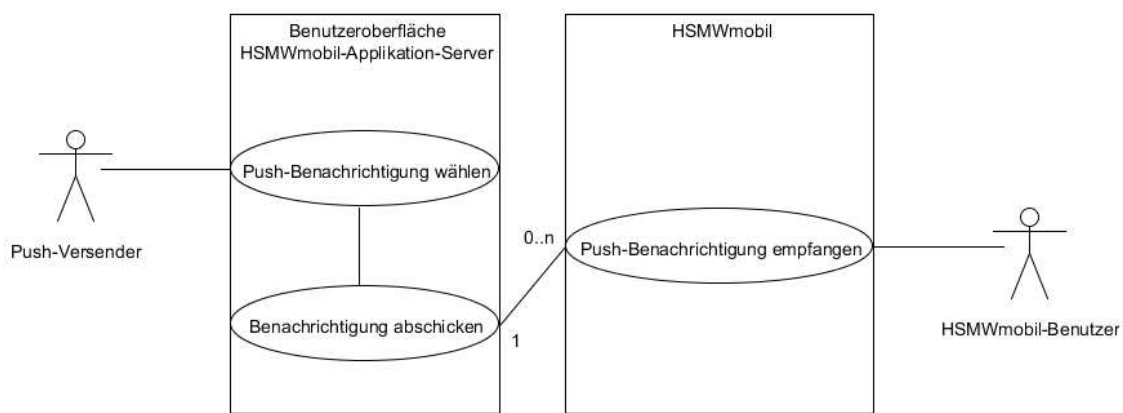 Benutzeroberfläche
HSMWmobil-Applikation-Server
HSMWmobil
Push-Benachrichtigung wählen
Push-Versender
0..n
Push-Benachrichtigung empfangen
Benachrichtigung abschicken
1
HSMWmobil-Benutzer